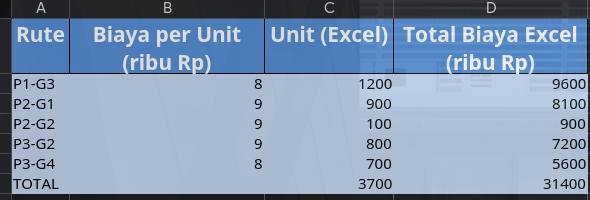 A B C D
Rute Biaya per Unit (ribu Rp) Unit (Excel) Total Biaya Excel (ribu Rp)
P1-G3 8 1200 9600
P2-G1 9 900 8100
P2-G2 9 100 900
P3-G2 9 800 7200
P3-G4 8 700 5600
TOTAL 3700 31400